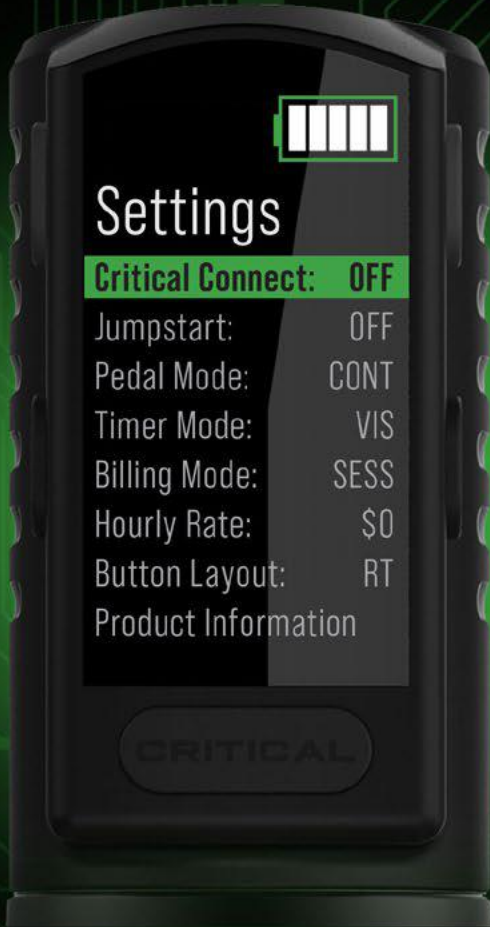 Settings
Critical Connect: OFF
Jumpstart: OFF
Pedal Mode: CONT
Timer Mode: VIS
Billing Mode: SESS
Hourly Rate: $0
Button Layout: RT
Product Information
CRITICAL